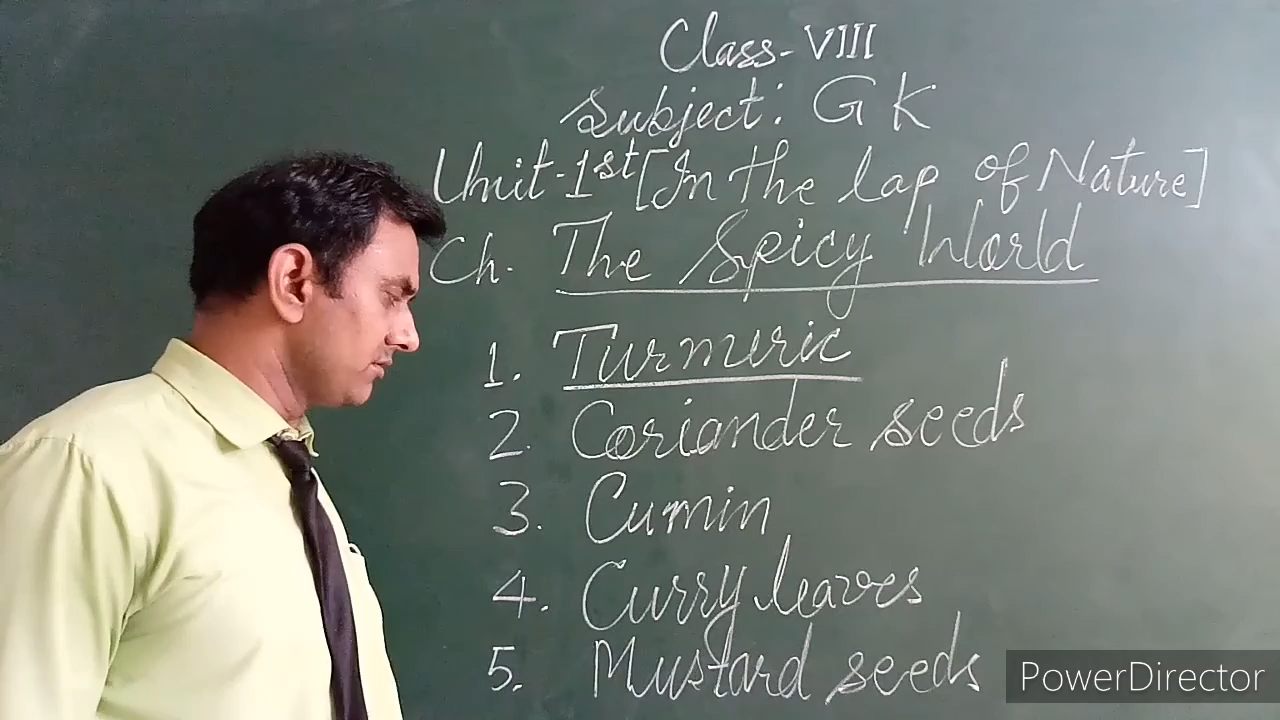 Class-VIII
Subject: G K
Unit-1st [In the lap of Nature]
Ch. The Spicy World
1. Turmeric
2. Coriander seeds
3. Cumin
4. Curry leaves
5. Mustard seeds
PowerDirector